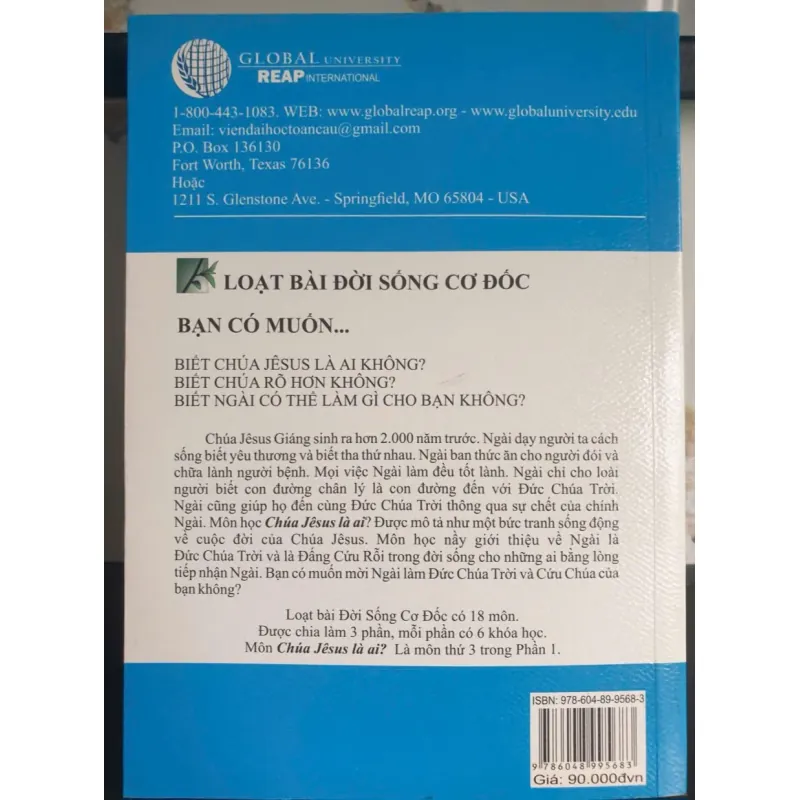 GLOBAL UNIVERSITY
REAP INTERNATIONAL
1-800-443-1083. WEB: www.globalreap.org - www.globaluniversity.edu
Email: viendaihoctoancau@gmail.com
P.O. Box 136130
Fort Worth, Texas 76136
Hoặc
1211 S. Glenstone Ave. - Springfield, MO 65804 - USA
LOẠT BÀI ĐỜI SỐNG CƠ ĐỐC
BẠN CÓ MUỐN...
BIẾT CHÚA JÊSUS LÀ AI KHÔNG?
BIẾT CHÚA RÕ HƠN KHÔNG?
BIẾT NGÀI CÓ THỂ LÀM GÌ CHO BẠN KHÔNG?
Chúa Jêsus Giáng sinh ra hơn 2.000 năm trước. Ngài dạy người ta cách
sống biết yêu thương và biết tha thứ nhau. Ngài ban thức ăn cho người đói và
chữa lành người bệnh. Mọi việc Ngài làm đều tốt lành. Ngài chỉ cho loài
người biết con đường chân lý là con đường đến với Đức Chúa Trời.
Ngài cũng giúp họ đến cùng Đức Chúa Trời thông qua sự chết của chính
Ngài. Môn học Chúa Jêsus là ai? Được mô tả như một bức tranh sống động
về cuộc đời của Chúa Jêsus. Môn học nầy giới thiệu về Ngài là
Đức Chúa Trời và là Đấng Cứu Rỗi trong đời sống cho những ai bằng lòng
tiếp nhận Ngài. Bạn có muốn mời Ngài làm Đức Chúa Trời và Cứu Chúa của
bạn không?
Loạt bài Đời Sống Cơ Đốc có 18 môn.
Được chia làm 3 phần, mỗi phần có 6 khóa học.
Môn Chúa Jêsus là ai? Là môn thứ 3 trong Phần 1.
ISBN: 978-604-89-9568-3
9 786048 995683
Giá: 90.000đvn